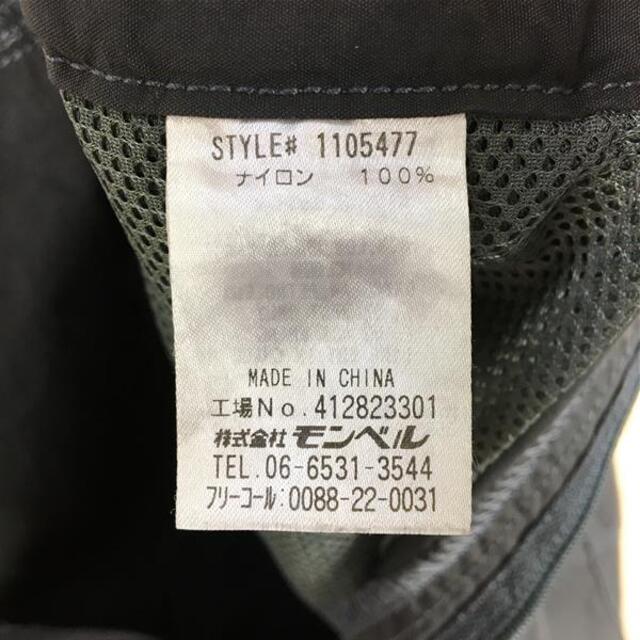 STYLE# 1105477
ナイロン 100%
MADE IN CHINA
工場No.412823301
株式会社 モンベル
TEL.06-6531-3544
フリーコール:0088-22-0031